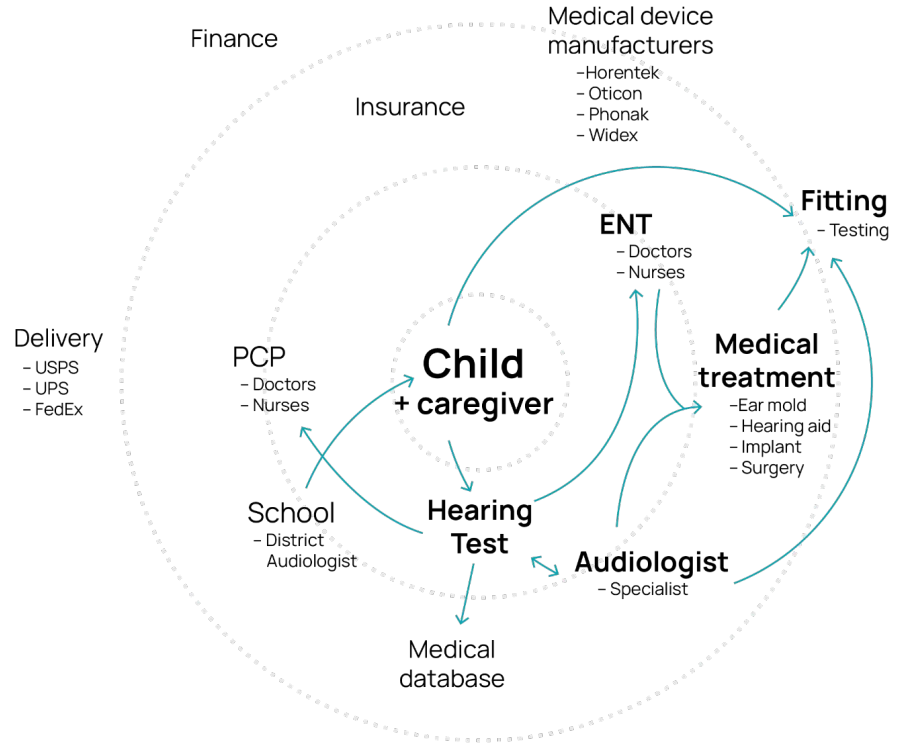 Finance
Medical device
manufacturers
–Horentek
– Oticon
– Phonak
– Widex
Insurance
Fitting
– Testing
ENT
– Doctors
– Nurses
Delivery
– USPS
– UPS
– FedEx
PCP
– Doctors
– Nurses
Child
+ caregiver
Medical
treatment
–Ear mold
– Hearing aid
– Implant
– Surgery
School
– District
Audiologist
Hearing
Test
Audiologist
– Specialist
Medical
database